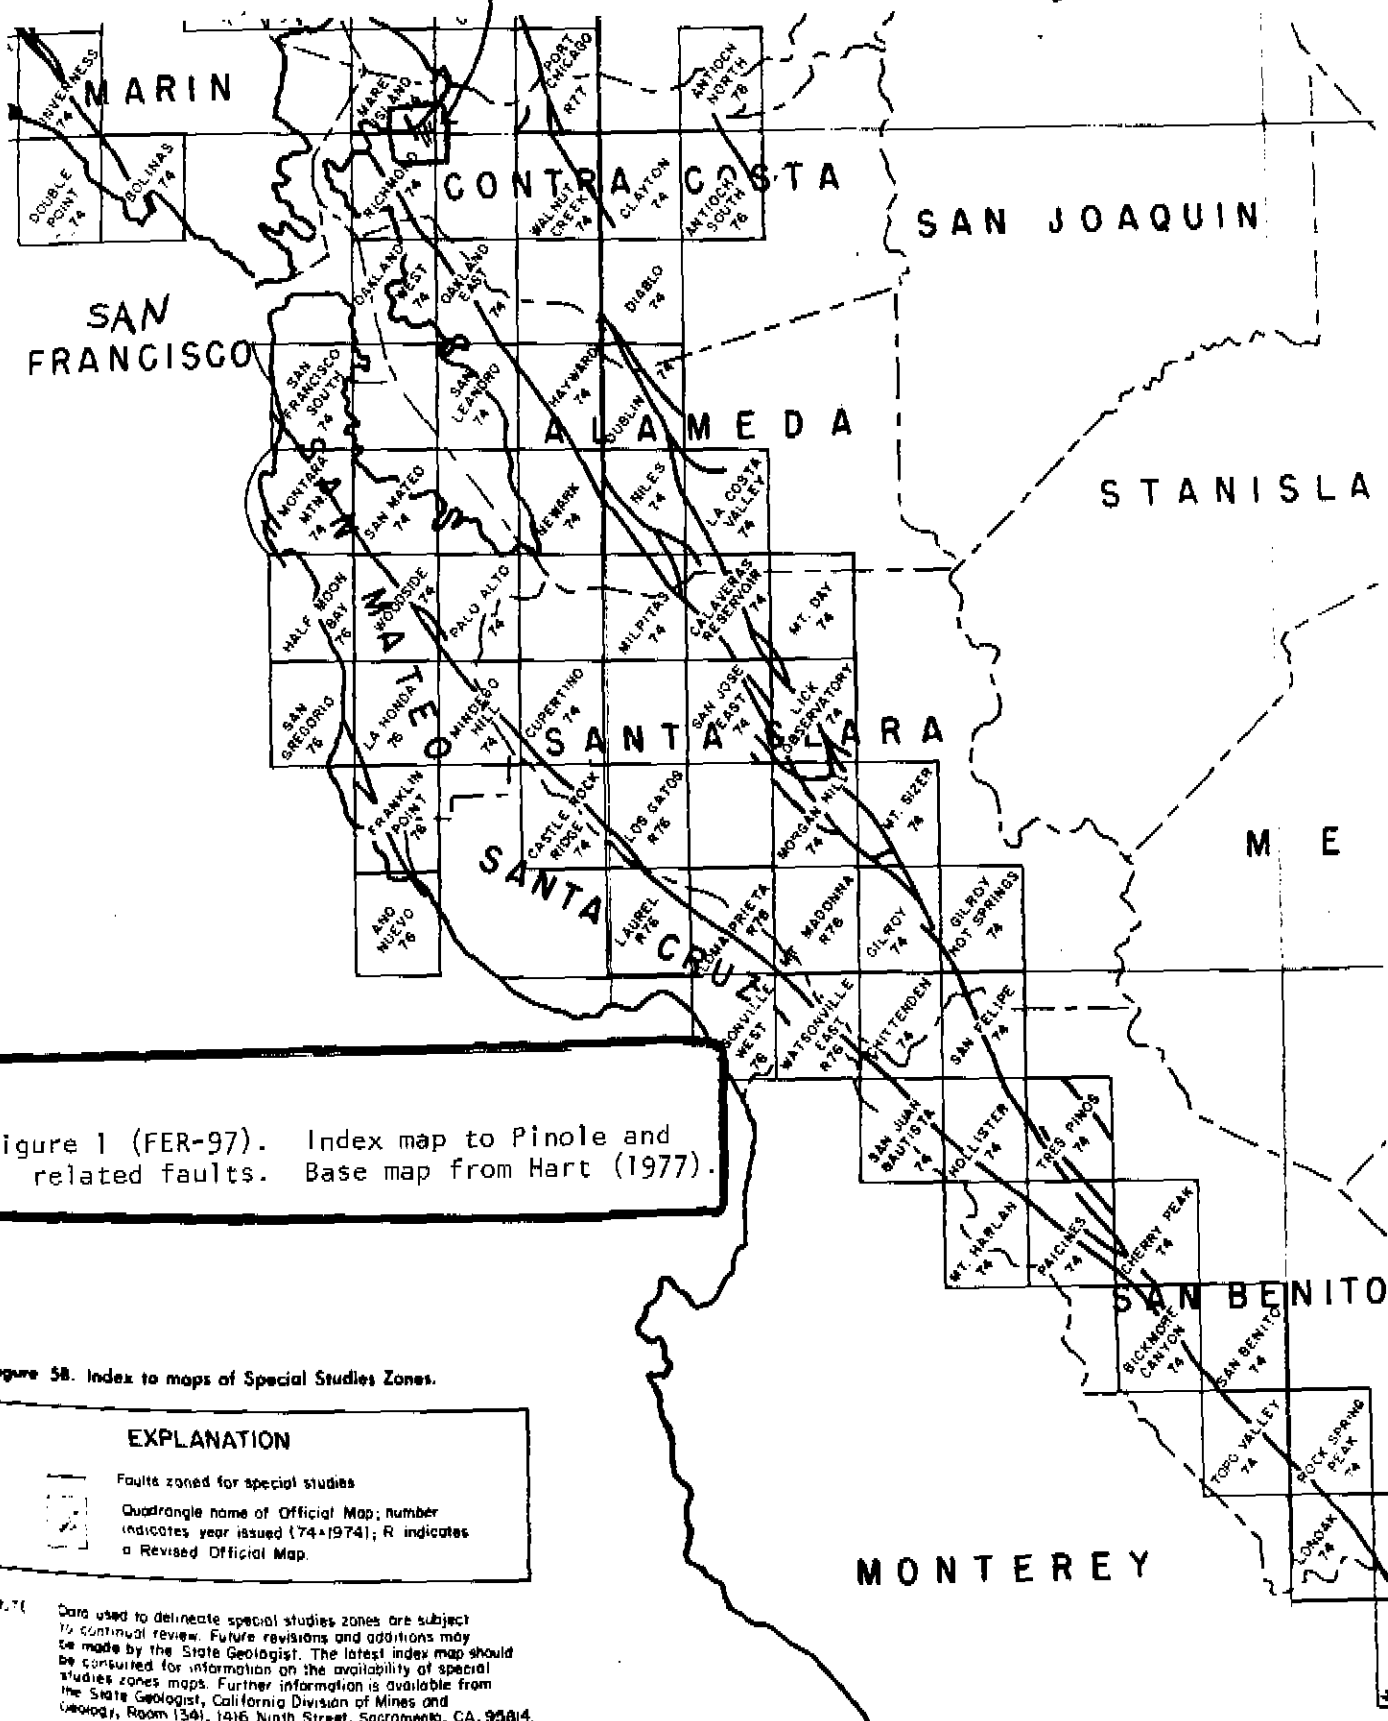 INVERNESS
74
MARIN
MARE
ISLAND
74
PORT
CHICAGO
R77
ANTIOCH
NORTH
78
DOUBLE
POINT
74
BOLINAS
74
RICHMOND
74
CONTRA COSTA
WALNUT
CREEK
74
CLAYTON
74
ANTIOCH
SOUTH
76
SAN JOAQUIN
OAKLAND
WEST
74
OAKLAND
EAST
74
DIABLO
74
SAN
FRANCISCO
SAN
FRANCISCO
SOUTH
74
SAN
LEANDRO
74
HAYWARD
74
DUBLIN
74
ALAMEDA
STANISLA
MONTARA
MTN
74
SAN MATEO
74
NEWARK
74
NILES
74
LA COSTA
VALLEY
74
SAN MATEO
HALF MOON
BAY
76
WOODSIDE
74
PALO ALTO
74
MILPITAS
74
CALAVERAS
RESERVOIR
74
MT. DAY
74
SAN
GREGORIO
76
LA HONDA
76
MINDEGO
HILL
74
CUPERTINO
74
SAN JOSE
EAST
74
LICK
OBSERVATORY
74
SANTA CLARA
FRANKLIN
POINT
76
CASTLE ROCK
RIDGE
74
LOS GATOS
R76
MORGAN HILL
74
MT. SIZER
74
M E
SANTA CRUZ
ANO
NUEVO
76
LAUREL
R76
LOMA PRIETA
R76
MT. MADONNA
R76
GILROY
74
GILROY
HOT SPRINGS
74
SONVILLE
WEST
76
WATSONVILLE
EAST
R76
CHITTENDEN
74
SAN FELIPE
74
igure 1 (FER-97). Index map to Pinole and
related faults. Base map from Hart (1977).
SAN JUAN
BAUTISTA
74
HOLLISTER
74
TRES PINOS
74
MT. HARLAN
74
PAICINES
74
CHERRY PEAK
74
SAN BENITO
BICKMORE
CANYON
74
SAN BENITO
74
TOPO VALLEY
74
ROCK SPRING
PEAK
74
LONOAK
74
MONTEREY
gure 5B. Index to maps of Special Studies Zones.
EXPLANATION
Faults zoned for special studies
Quadrangle name of Official Map; number
indicates year issued (74=1974); R indicates
a Revised Official Map.
Data used to delineate special studies zones are subject
to continual review. Future revisions and additions may
be made by the State Geologist. The latest index map should
be consulted for information on the availability of special
studies zones maps. Further information is available from
the State Geologist, California Division of Mines and
Geology, Room 1341, 1416 Ninth Street, Sacramento, CA. 95814.